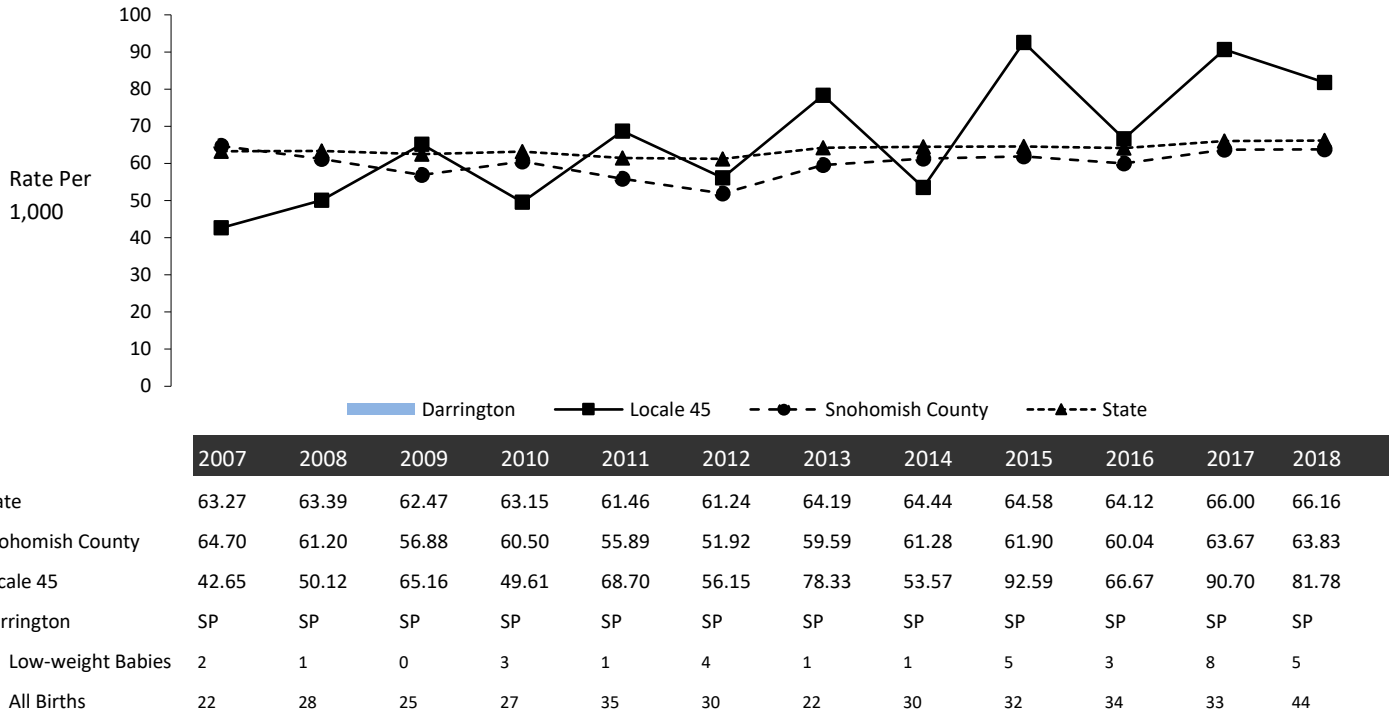 100
90
80
70
60
50
40
30
20
10
0
Rate Per
1,000
Darrington Locale 45 Snohomish County State
2007 2008 2009 2010 2011 2012 2013 2014 2015 2016 2017 2018
ate 63.27 63.39 62.47 63.15 61.46 61.24 64.19 64.44 64.58 64.12 66.00 66.16
ohomish County 64.70 61.20 56.88 60.50 55.89 51.92 59.59 61.28 61.90 60.04 63.67 63.83
cale 45 42.65 50.12 65.16 49.61 68.70 56.15 78.33 53.57 92.59 66.67 90.70 81.78
rrington SP SP SP SP SP SP SP SP SP SP SP SP
Low-weight Babies 2 1 0 3 1 4 1 1 5 3 8 5
All Births 22 28 25 27 35 30 22 30 32 34 33 44